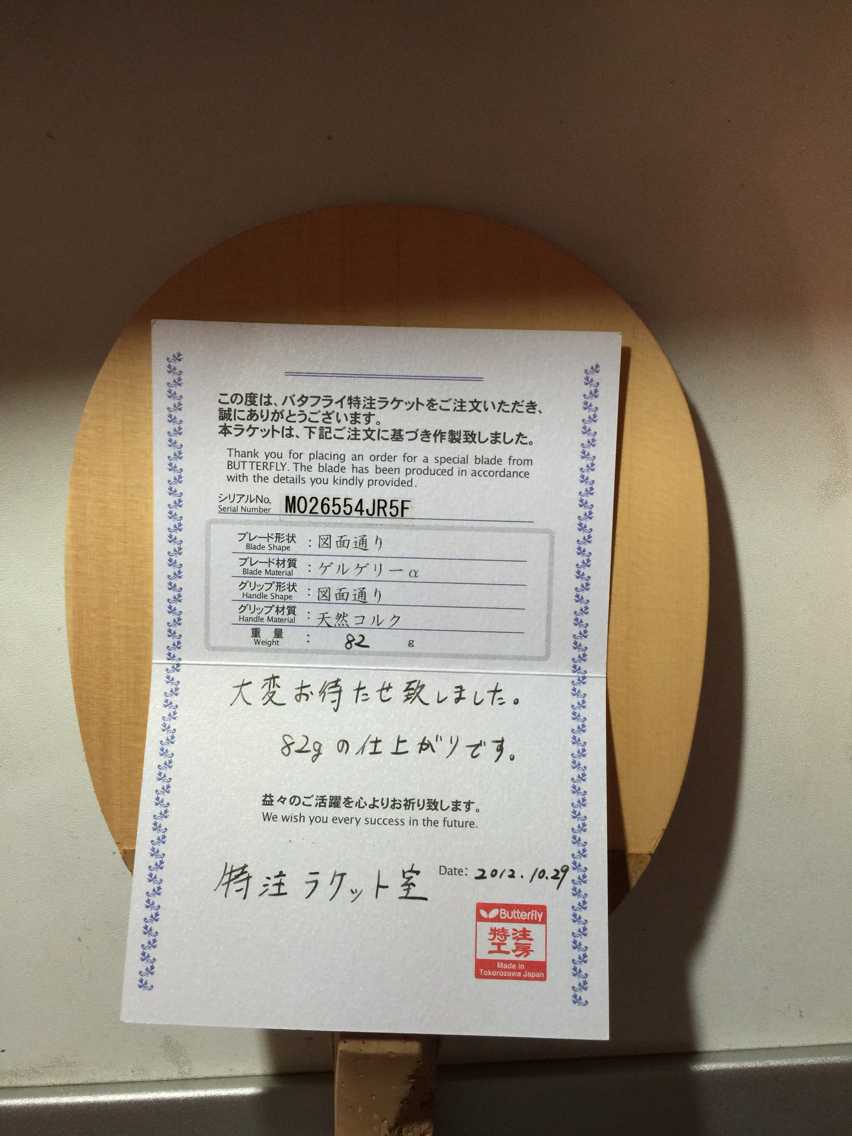 この度は、バタフライ特注ラケットをご注文いただき、
誠にありがとうございます。
本ラケットは、下記ご注文に基づき作製致しました。
Thank you for placing an order for a special blade from
BUTTERFLY. The blade has been produced in accordance
with the details you kindly provided.
シリアルNo.
Serial Number
M026554JR5F
ブレード形状
Blade Shape
:図面通り
ブレード材質
Blade Material
:ゲルゲリーα
グリップ形状
Handle Shape
:図面通り
グリップ材質
Handle Material
:天然コルク
重 量
Weight
: 82 g
大変お待たせ致しました。
82gの仕上がりです。
益々のご活躍を心よりお祈り致します。
We wish you every success in the future.
特注ラケット室
Date: 2012.10.29
Butterfly
特注
工房
Made in
Tokorozawa Japan